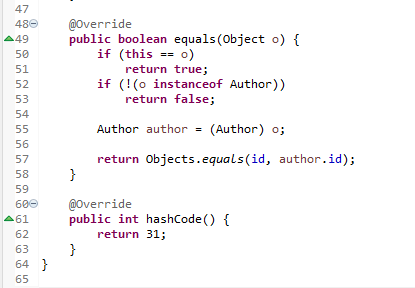 47
48 @Override
49 public boolean equals(Object o) {
50 if (this == o)
51 return true;
52 if (!(o instanceof Author))
53 return false;
54
55 Author author = (Author) o;
56
57 return Objects.equals(id, author.id);
58 }
59
60 @Override
61 public int hashCode() {
62 return 31;
63 }
64 }
65